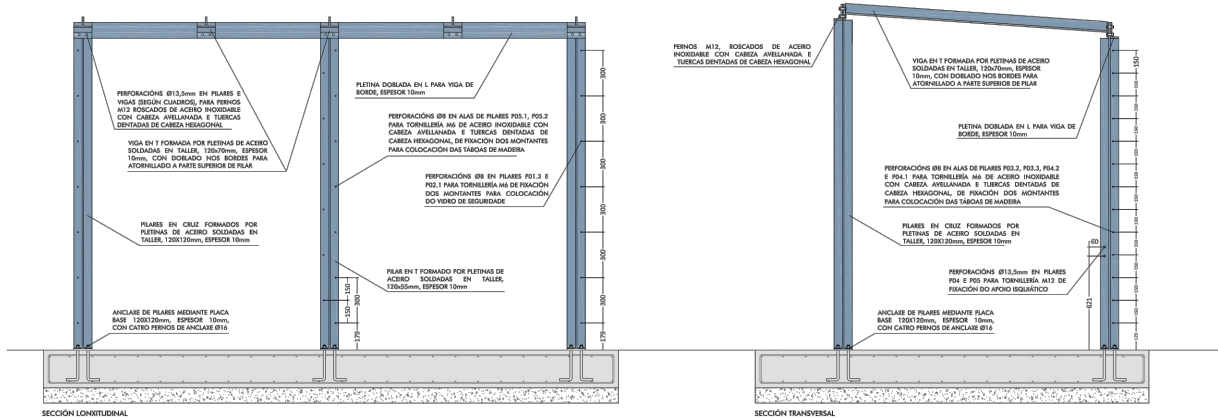 PERFORACIÓNS Ø13,5mm EN PILARES E
VIGAS (SEGÚN CUADROS), PARA PERNOS
M12 ROSCADOS DE ACEIRO INOXIDABLE
CON CABEZA AVELLANADA E TUERCAS
DENTADAS DE CABEZA HEXAGONAL
VIGA EN T FORMADA POR PLETINAS DE ACEIRO
SOLDADAS EN TALLER, 120x70mm, ESPESOR
10mm, CON DOBLADO NOS BORDES PARA
ATORNILLADO A PARTE SUPERIOR DE PILAR
PLETINA DOBLADA EN L PARA VIGA DE
BORDE, ESPESOR 10mm
PERFORACIÓNS Ø8 EN ALAS DE PILARES P05.1, P05.2
PARA TORNILLERÍA M6 DE ACEIRO INOXIDABLE CON
CABEZA AVELLANADA E TUERCAS DENTADAS DE
CABEZA HEXAGONAL, DE FIXACIÓN DOS MONTANTES
PARA COLOCACIÓN DAS TÁBOAS DE MADEIRA
PERFORACIÓNS Ø8 EN PILARES P01.3 E
P02.1 PARA TORNILLERÍA M6 DE FIXACIÓN
DOS MONTANTES PARA COLOCACIÓN
DO VIDRO DE SEGURIDADE
PILARES EN CRUZ FORMADOS POR
PLETINAS DE ACEIRO SOLDADAS EN
TALLER, 120X120mm, ESPESOR 10mm
PILAR EN T FORMADO POR PLETINAS DE
ACEIRO SOLDADAS EN TALLER,
120x55mm, ESPESOR 10mm
ANCLAXE DE PILARES MEDIANTE PLACA
BASE 120X120mm, ESPESOR 10mm,
CON CATRO PERNOS DE ANCLAXE Ø16
150
150
300
179
300
300
300
300
300
300
179
SECCIÓN LONXITUDINAL
PERNOS M12, ROSCADOS DE ACEIRO
INOXIDABLE CON CABEZA AVELLANADA E
TUERCAS DENTADAS DE CABEZA HEXAGONAL
VIGA EN T FORMADA POR PLETINAS DE ACEIRO
SOLDADAS EN TALLER, 120x70mm, ESPESOR
10mm, CON DOBLADO NOS BORDES PARA
ATORNILLADO A PARTE SUPERIOR DE PILAR
PLETINA DOBLADA EN L PARA VIGA DE
BORDE, ESPESOR 10mm
PERFORACIÓNS Ø8 EN ALAS DE PILARES P03.2, P03.3, P04.2
E P04.1 PARA TORNILLERÍA M6 DE ACEIRO INOXIDABLE
CON CABEZA AVELLANADA E TUERCAS DENTADAS DE
CABEZA HEXAGONAL, DE FIXACIÓN DOS MONTANTES
PARA COLOCACIÓN DAS TÁBOAS DE MADEIRA
PILARES EN CRUZ FORMADOS POR
PLETINAS DE ACEIRO SOLDADAS EN
TALLER, 120X120mm, ESPESOR 10mm
PERFORACIÓNS Ø13,5mm EN PILARES
P04 E P05 PARA TORNILLERÍA M12 DE
FIXACIÓN DO APOIO ISQUIÁTICO
ANCLAXE DE PILARES MEDIANTE PLACA
BASE 120X120mm, ESPESOR 10mm,
CON CATRO PERNOS DE ANCLAXE Ø16
60
621
150
SECCIÓN TRANSVERSAL